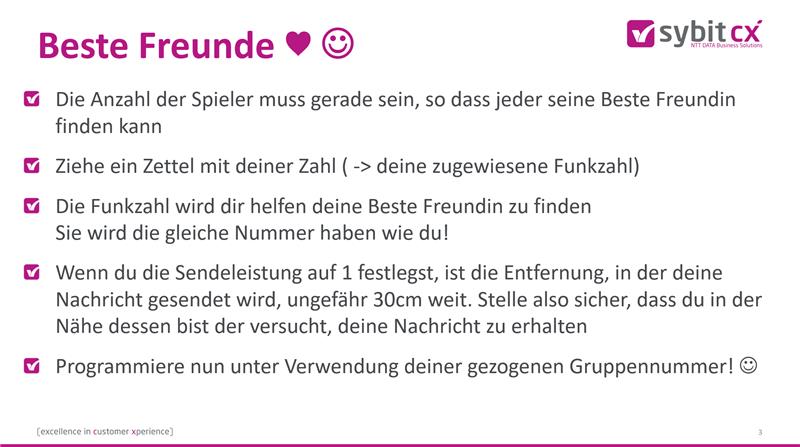 Beste Freunde ♥ ☺
sybit cx
NTT DATA Business Solutions
Die Anzahl der Spieler muss gerade sein, so dass jeder seine Beste Freundin
finden kann
Ziehe ein Zettel mit deiner Zahl ( -> deine zugewiesene Funkzahl)
Die Funkzahl wird dir helfen deine Beste Freundin zu finden
Sie wird die gleiche Nummer haben wie du!
Wenn du die Sendeleistung auf 1 festlegst, ist die Entfernung, in der deine
Nachricht gesendet wird, ungefähr 30cm weit. Stelle also sicher, dass du in der
Nähe dessen bist der versucht, deine Nachricht zu erhalten
Programmiere nun unter Verwendung deiner gezogenen Gruppennummer! ☺
[excellence in customer xperience]
3